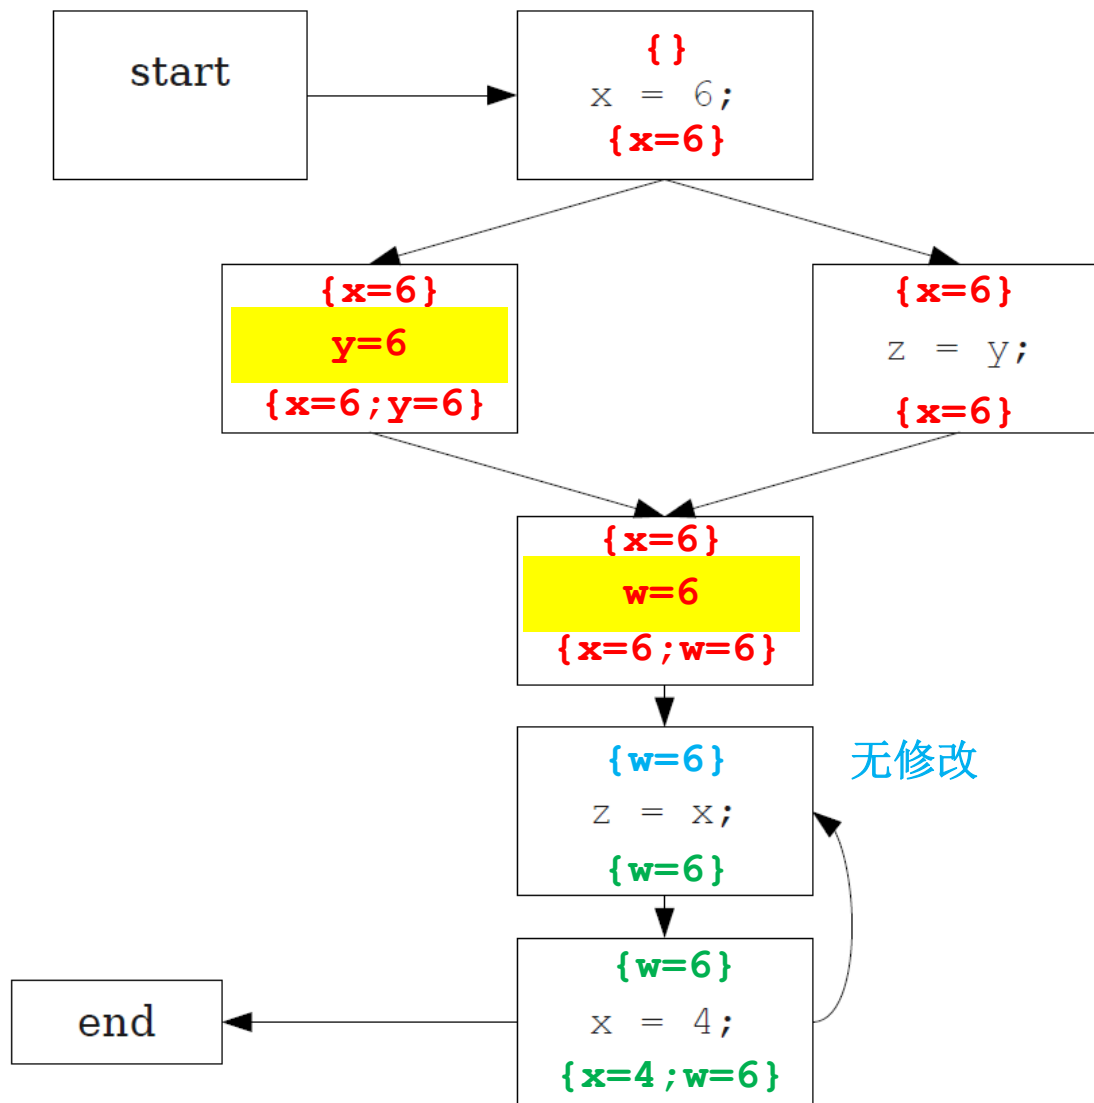 start
{}
x = 6;
{x=6}
{x=6}
y=6
{x=6;y=6}
{x=6}
z = y;
{x=6}
{x=6}
w=6
{x=6;w=6}
{w=6}
z = x;
{w=6}
无修改
{w=6}
x = 4;
{x=4;w=6}
end